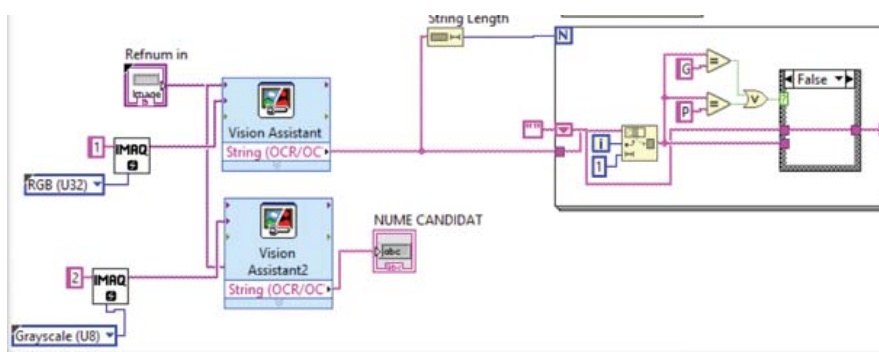 String Length
N
Refnum in
Image
G
=
False
P
=
V
?
Vision Assistant
String (OCR/OC
1
IMAQ
i
1
RGB (U32)
NUME CANDIDAT
abc
abc
Vision
Assistant2
2
IMAQ
String (OCR/OC
Grayscale (U8)